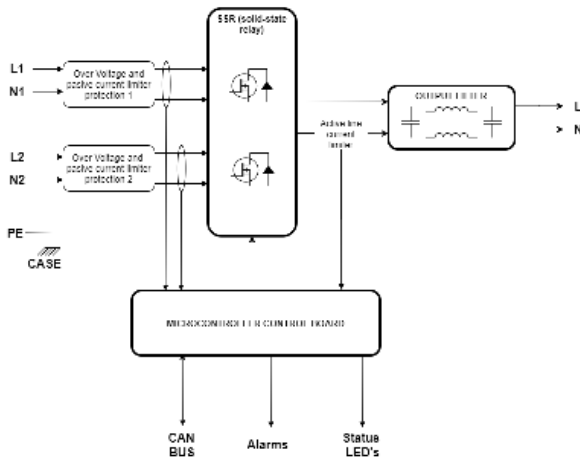 SSR (solid-state
relay)
L1
N1
Over Voltage and
pasive current limiter
protection 1
L2
N2
Over Voltage and
pasive current limiter
protection 2
PE
CASE
Active line
current
limiter
OUTPUT FILTER
L
N
MICROCONTROLLER CONTROL BOARD
CAN
BUS
Alarms
Status
LED's